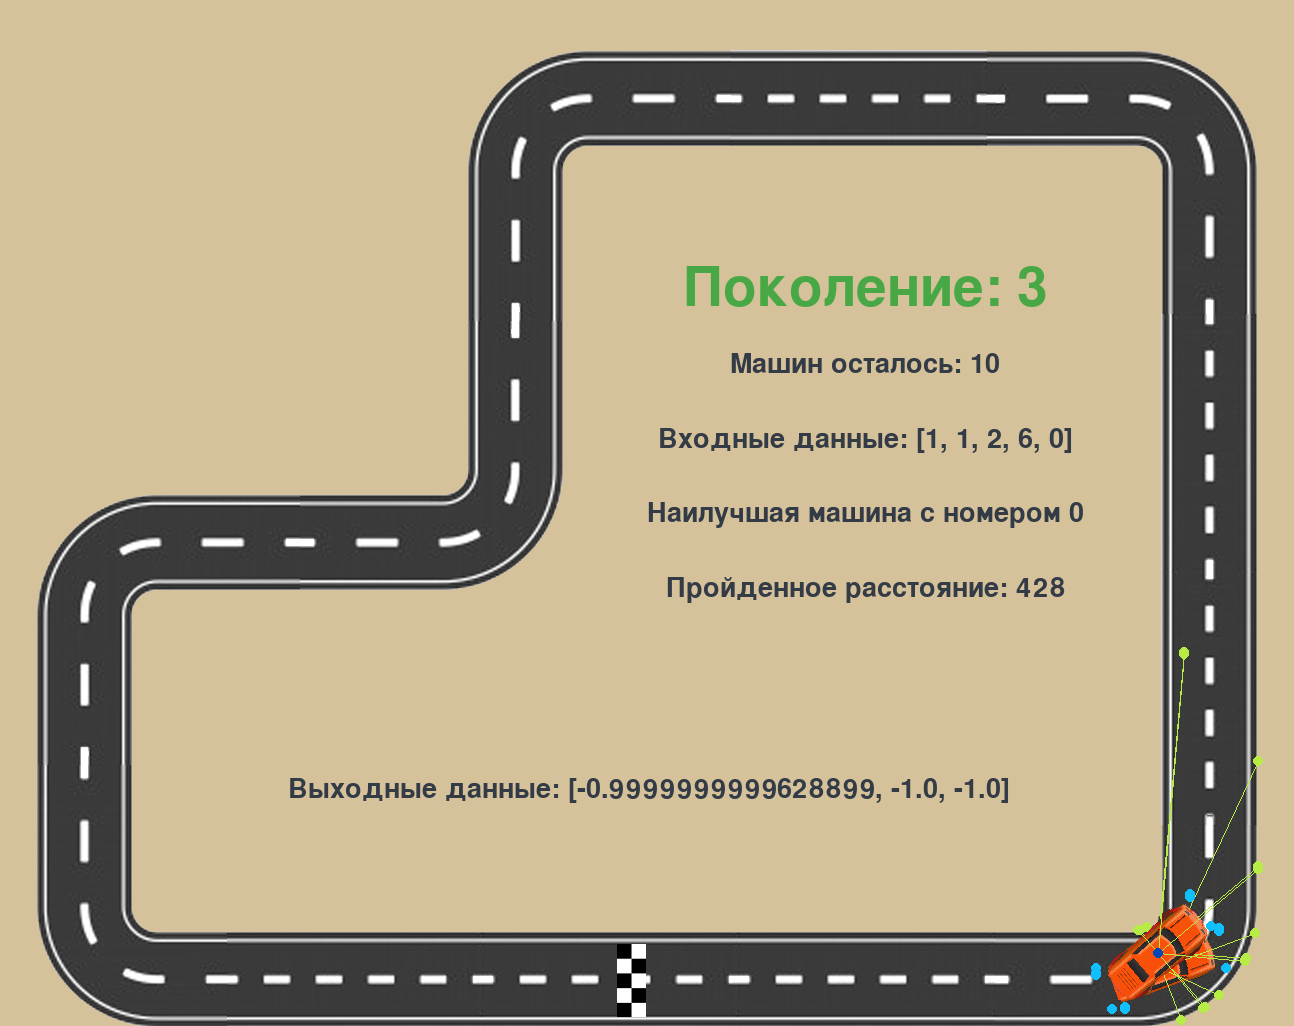 Поколение: 3
Машин осталось: 10
Входные данные: [1, 1, 2, 6, 0]
Наилучшая машина с номером 0
Пройденное расстояние: 428
Выходные данные: [-0.9999999999628899, -1.0, -1.0]